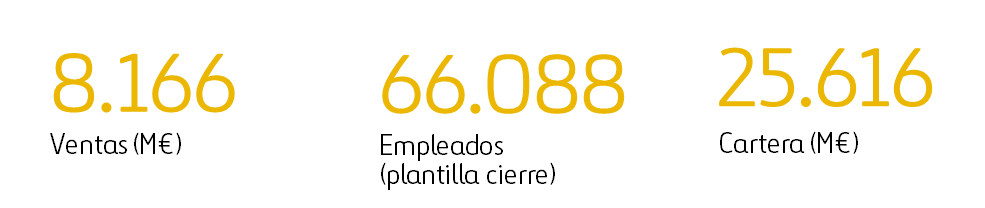 8.166
Ventas (M€)
66.088
Empleados
(plantilla cierre)
25.616
Cartera (M€)